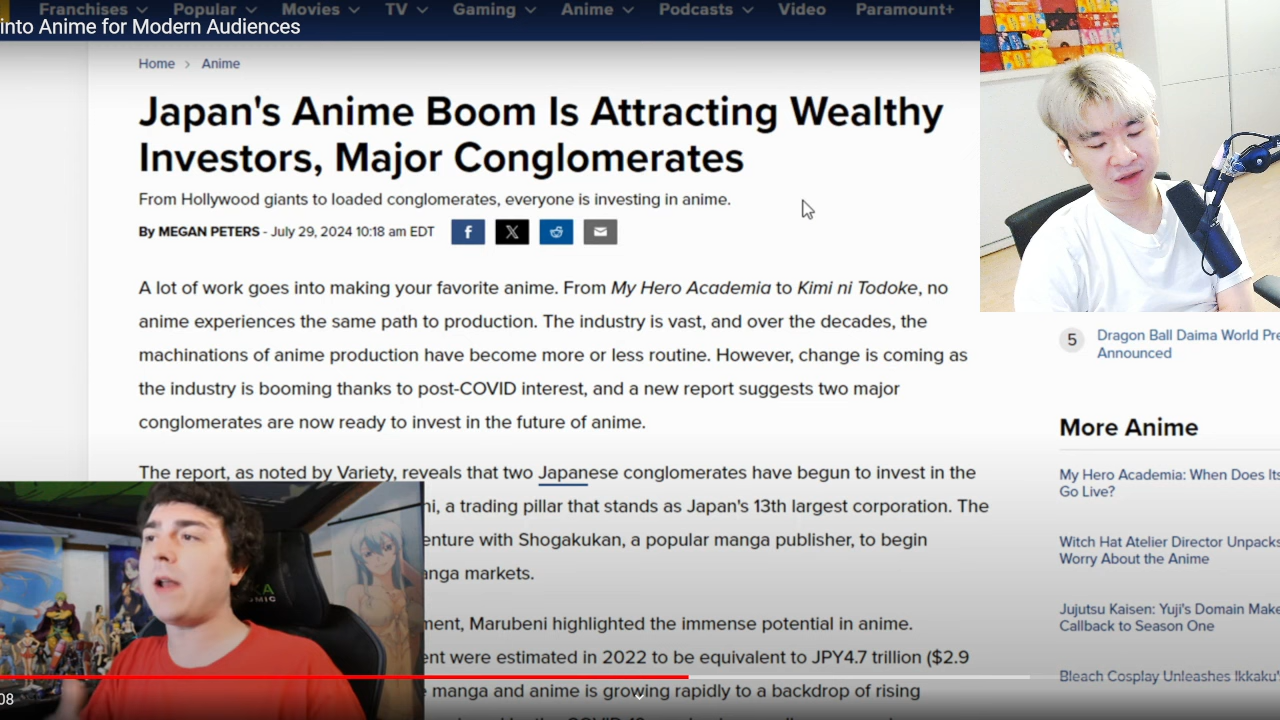 Franchises Popular Movies TV Gaming Anime Podcasts Video Paramount+
into Anime for Modern Audiences
Home > Anime
Japan's Anime Boom Is Attracting Wealthy
Investors, Major Conglomerates
From Hollywood giants to loaded conglomerates, everyone is investing in anime.
By MEGAN PETERS - July 29, 2024 10:18 am EDT
A lot of work goes into making your favorite anime. From My Hero Academia to Kimi ni Todoke, no
anime experiences the same path to production. The industry is vast, and over the decades, the
machinations of anime production have become more or less routine. However, change is coming as
the industry is booming thanks to post-COVID interest, and a new report suggests two major
conglomerates are now ready to invest in the future of anime.
The report, as noted by Variety, reveals that two Japanese conglomerates have begun to invest in the
ni, a trading pillar that stands as Japan's 13th largest corporation. The
enture with Shogakukan, a popular manga publisher, to begin
anga markets.
ment, Marubeni highlighted the immense potential in anime.
ent were estimated in 2022 to be equivalent to JPY4.7 trillion ($2.9
manga and anime is growing rapidly to a backdrop of rising
08
5 Dragon Ball Daima World Pre
Announced
More Anime
My Hero Academia: When Does Its
Go Live?
Witch Hat Atelier Director Unpacks
Worry About the Anime
Jujutsu Kaisen: Yuji's Domain Make
Callback to Season One
Bleach Cosplay Unleashes Ikkaku's